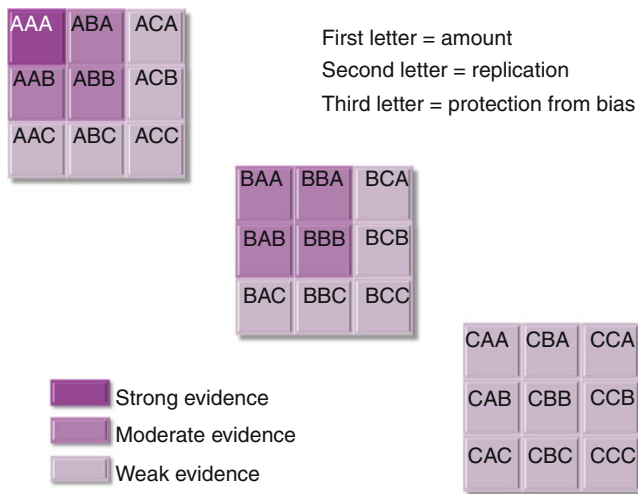 AAA ABA ACA
AAB ABB ACB
AAC ABC ACC
First letter = amount
Second letter = replication
Third letter = protection from bias
BAA BBA BCA
BAB BBB BCB
BAC BBC BCC
CAA CBA CCA
CAB CBB CCB
CAC CBC CCC
Strong evidence
Moderate evidence
Weak evidence